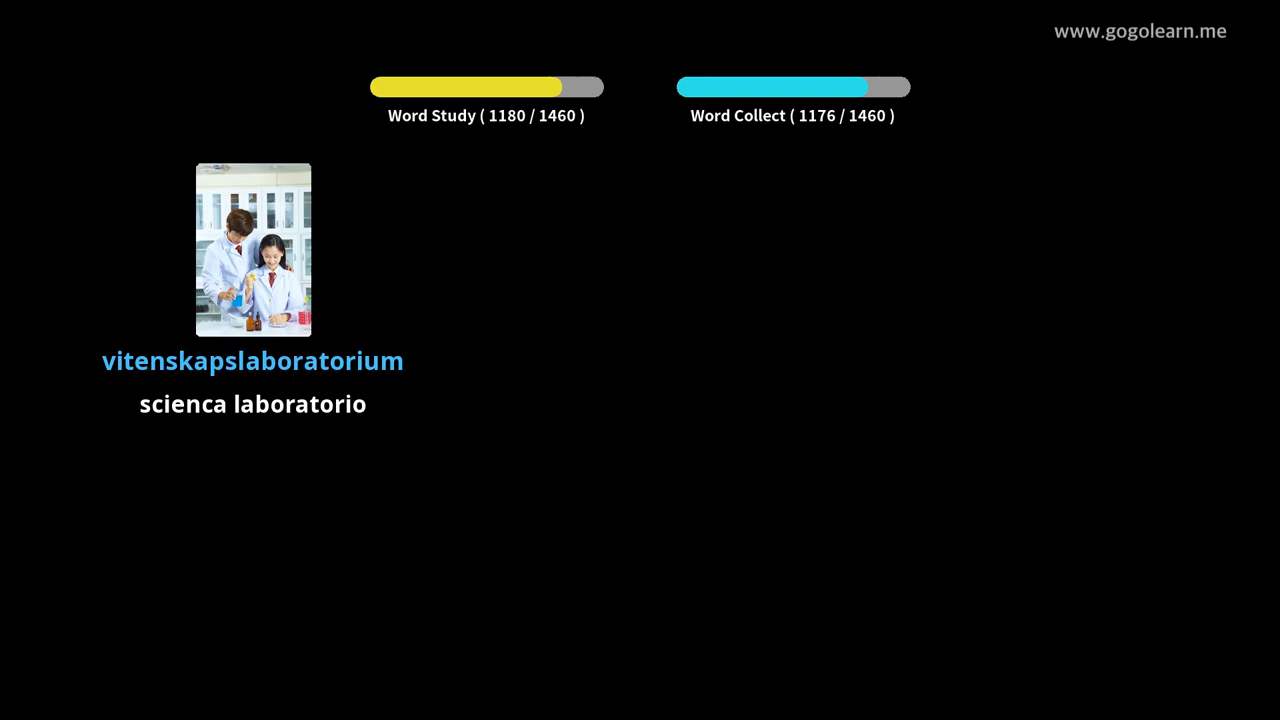 www.gogolearn.me
Word Study ( 1180 / 1460 )
Word Collect ( 1176 / 1460 )
vitenskapslaboratorium
scienca laboratorio